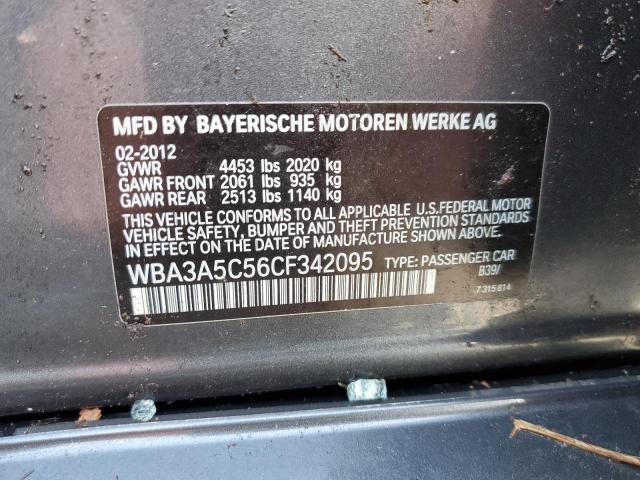 MFD BY BAYERISCHE MOTOREN WERKE AG
02-2012
GVWR 4453 lbs 2020 kg
GAWR FRONT 2061 lbs 935 kg
GAWR REAR 2513 lbs 1140 kg
THIS VEHICLE CONFORMS TO ALL APPLICABLE U.S. FEDERAL MOTOR
VEHICLE SAFETY, BUMPER AND THEFT PREVENTION STANDARDS
IN EFFECT ON THE DATE OF MANUFACTURE SHOWN ABOVE.
WBA3A5C56CF342095 TYPE: PASSENGER CAR
B39/
7 315 814